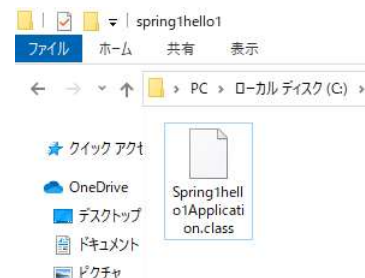 spring1hello1
ファイル ホーム 共有 表示
PC › ローカル ディスク (C:) ›
クイック アクセ
OneDrive
デスクトップ
ドキュメント
ピクチャ
Spring1hell
o1Applicati
on.class